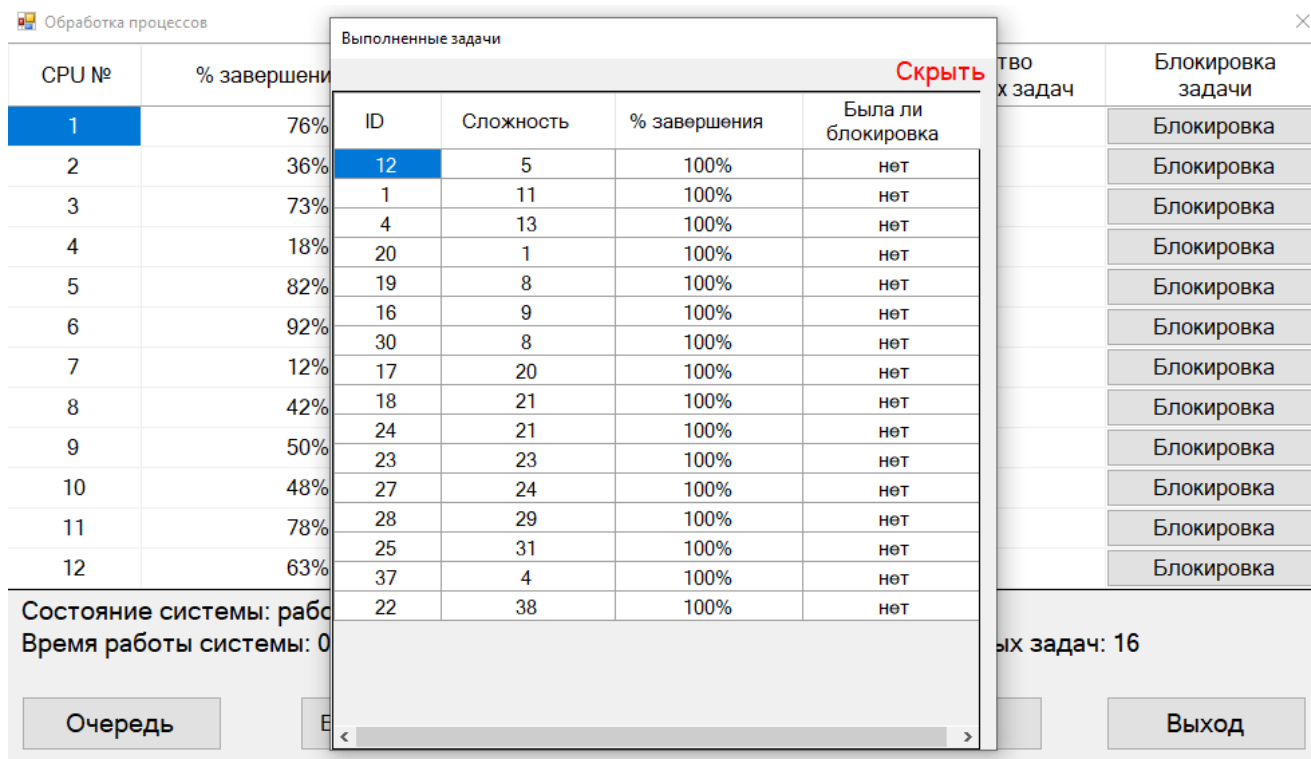 Обработка процессов
CPU № % завершени тво х задач Блокировка задачи
1 76% Блокировка
2 36% Блокировка
3 73% Блокировка
4 18% Блокировка
5 82% Блокировка
6 92% Блокировка
7 12% Блокировка
8 42% Блокировка
9 50% Блокировка
10 48% Блокировка
11 78% Блокировка
12 63% Блокировка
Состояние системы: рабо
Время работы системы: 0 ых задач: 16
Очередь Выход
Выполненные задачи
Скрыть
ID Сложность % завершения Была ли блокировка
12 5 100% нет
1 11 100% нет
4 13 100% нет
20 1 100% нет
19 8 100% нет
16 9 100% нет
30 8 100% нет
17 20 100% нет
18 21 100% нет
24 21 100% нет
23 23 100% нет
27 24 100% нет
28 29 100% нет
25 31 100% нет
37 4 100% нет
22 38 100% нет